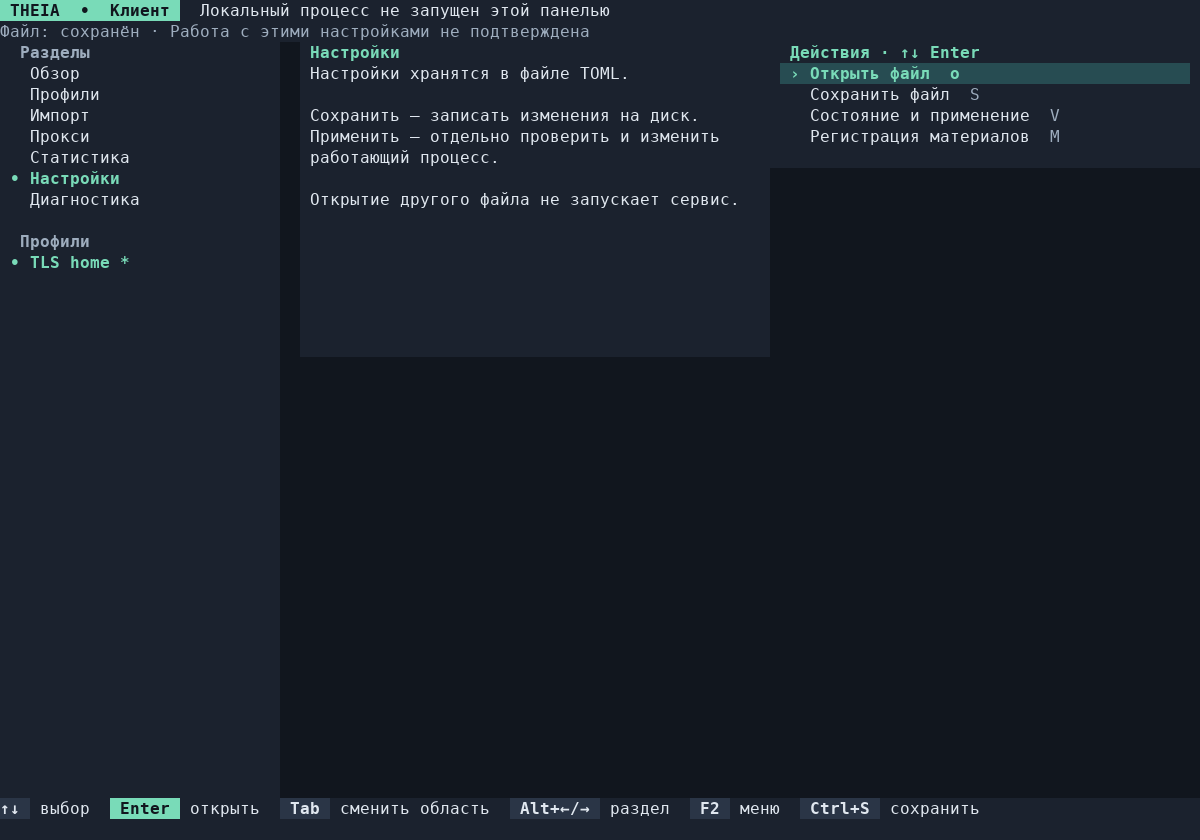 THEIA • Клиент Локальный процесс не запущен этой панелью
Файл: сохранён · Работа с этими настройками не подтверждена
Разделы
Обзор
Профили
Импорт
Прокси
Статистика
• Настройки
Диагностика
Профили
• TLS home *
Настройки
Настройки хранятся в файле TOML.
Сохранить — записать изменения на диск.
Применить — отдельно проверить и изменить
работающий процесс.
Открытие другого файла не запускает сервис.
Действия · ↑↓ Enter
› Открыть файл o
Сохранить файл S
Состояние и применение V
Регистрация материалов M
↑↓ выбор Enter открыть Tab сменить область Alt+←/→ раздел F2 меню Ctrl+S сохранить